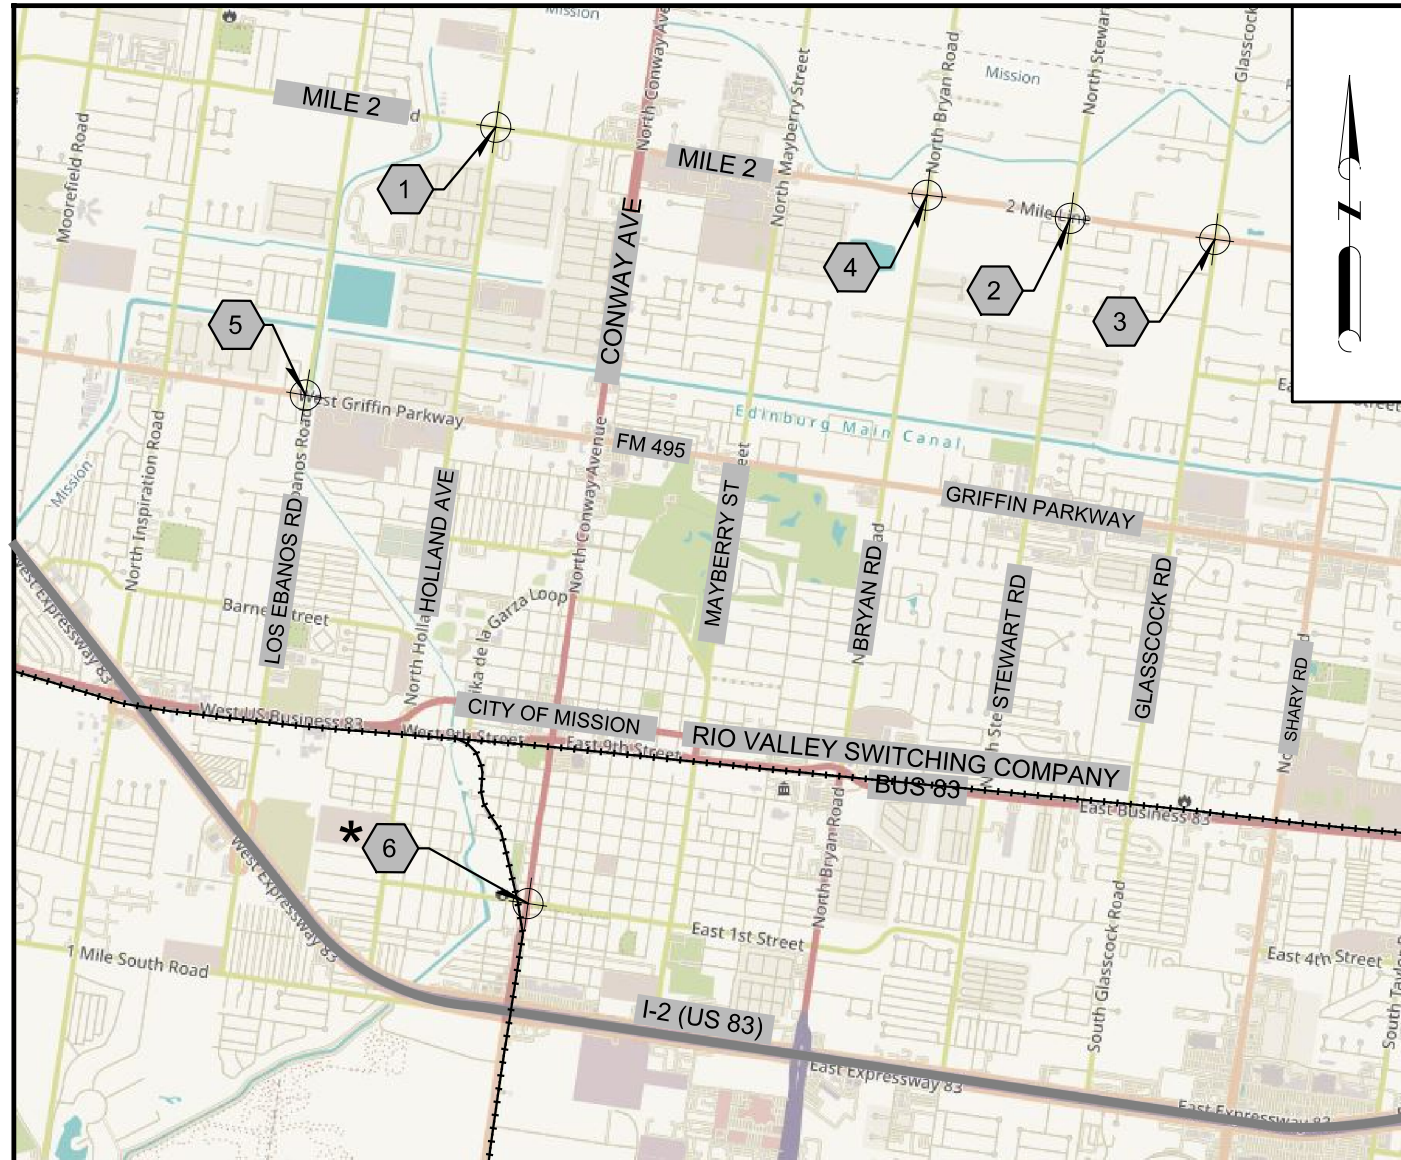 Mission
North Conway Ave
North Mayberry Street
North Bryan Road
Glasscock
Mission
MILE 2
Moorefield Road
1
MILE 2
2 Mile Line
CONWAY AVE
4
2
3
5
West Griffin Parkway
Edinburg Main Canal
FM 495
GRIFFIN PARKWAY
Mission
North Inspiration Road
LOS EBANOS RD
HOLLAND AVE
North Conway Avenue
MAYBERRY ST
BRYAN RD
STEWART RD
GLASSCOCK RD
SHARY RD
West Expressway 83
West US Business 83
CITY OF MISSION
West 9th Street
East 9th Street
RIO VALLEY SWITCHING COMPANY
BUS 83
East Business 83
* 6
West Expressway 83
North Bryan Road
South Glasscock Road
East 1st Street
1 Mile South Road
East 4th Street
I-2 (US 83)
East Expressway 83
East Expressway 83